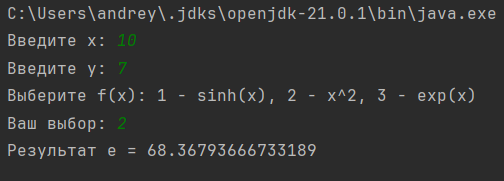 C:\Users\andrey\.jdks\openjdk-21.0.1\bin\java.exe
Введите x: 10
Введите y: 7
Выберите f(x): 1 - sinh(x), 2 - x^2, 3 - exp(x)
Ваш выбор: 2
Результат e = 68.36793666733189